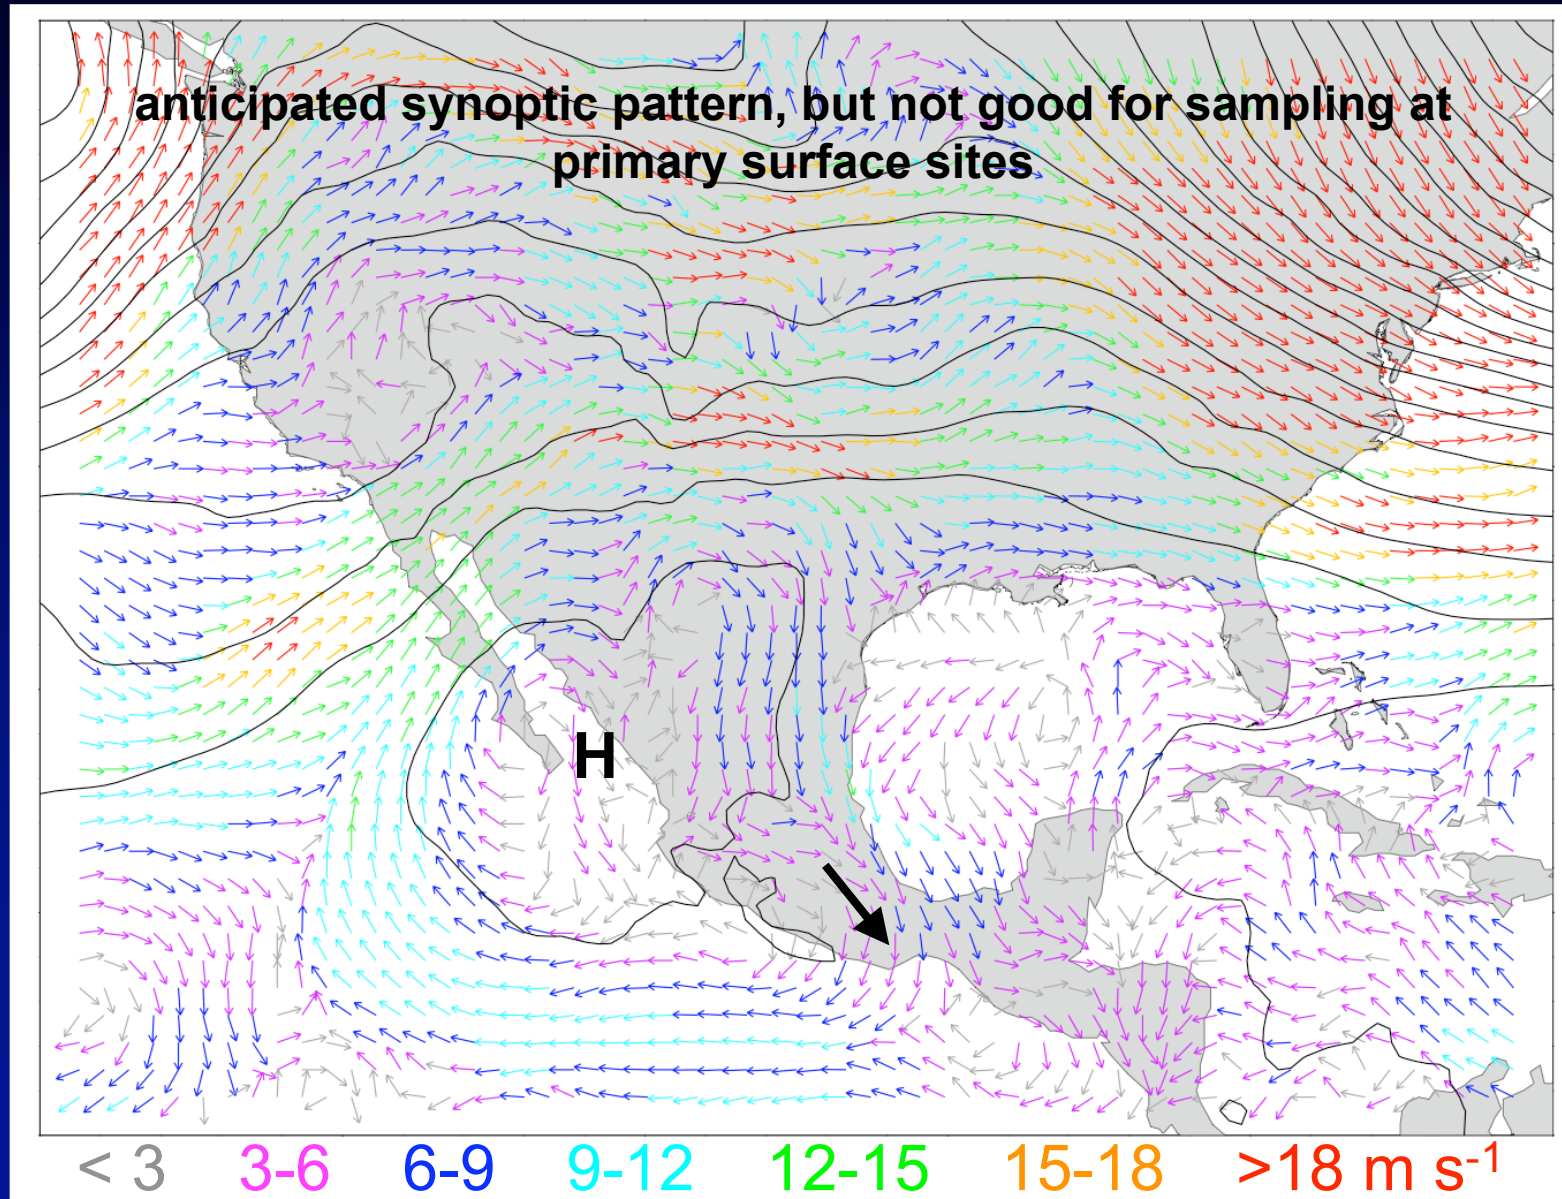 anticipated synoptic pattern, but not good for sampling at
primary surface sites
H
< 3 3-6 6-9 9-12 12-15 15-18 >18 m s⁻¹